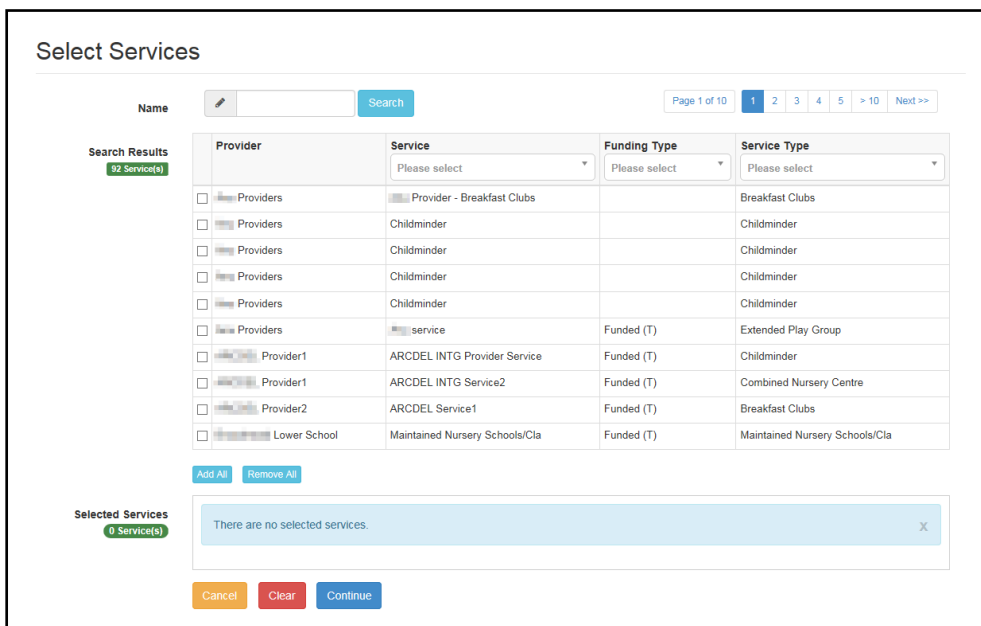 Select Services
Name Search Page 1 of 10 1 2 3 4 5 > 10 Next >>
Search Results Provider Service Funding Type Service Type
92 Service(s) Please select Please select Please select
Providers Provider - Breakfast Clubs Breakfast Clubs
Providers Childminder Childminder
Providers Childminder Childminder
Providers Childminder Childminder
Providers Childminder Childminder
Providers service Funded (T) Extended Play Group
Provider1 ARCDEL INTG Provider Service Funded (T) Childminder
Provider1 ARCDEL INTG Service2 Funded (T) Combined Nursery Centre
Provider2 ARCDEL Service1 Funded (T) Breakfast Clubs
Lower School Maintained Nursery Schools/Cla Funded (T) Maintained Nursery Schools/Cla
Add All Remove All
Selected Services
0 Service(s) There are no selected services. x
Cancel Clear Continue